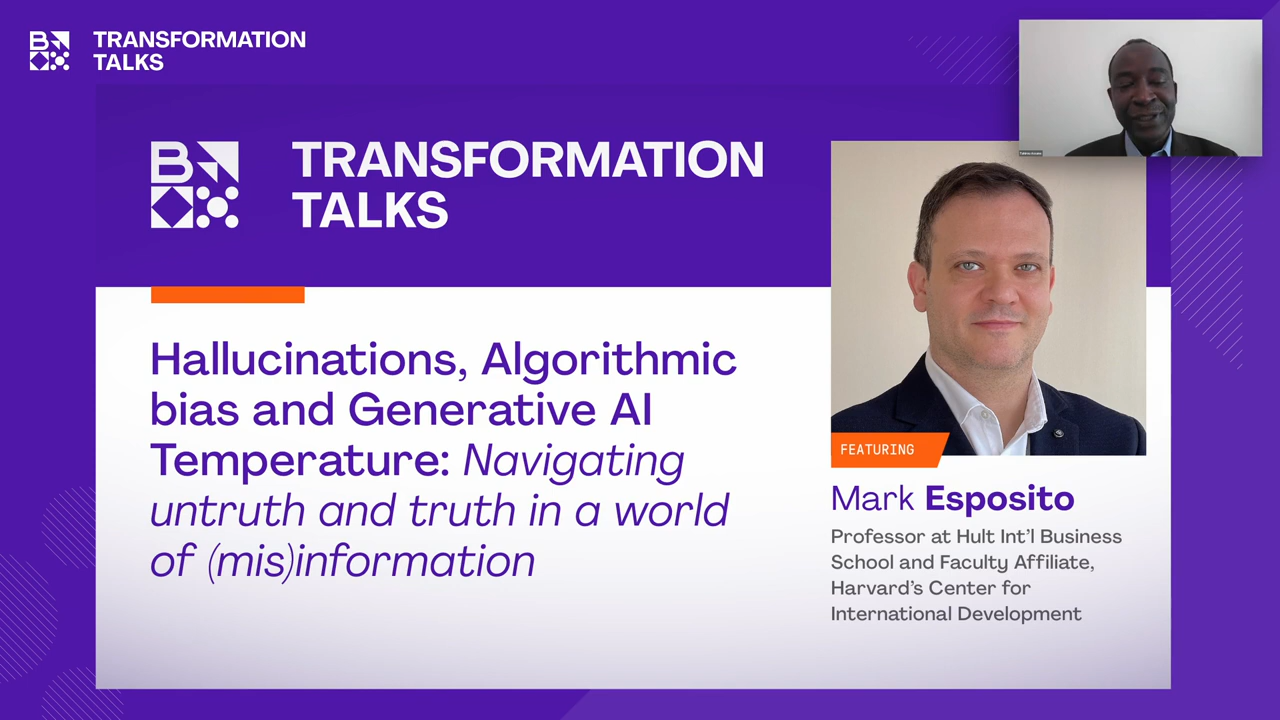 TRANSFORMATION
TALKS
TRANSFORMATION
TALKS
Hallucinations, Algorithmic
bias and Generative AI
Temperature: Navigating
untruth and truth in a world
of (mis)information
FEATURING
Mark Esposito
Professor at Hult Int'l Business
School and Faculty Affiliate,
Harvard's Center for
International Development